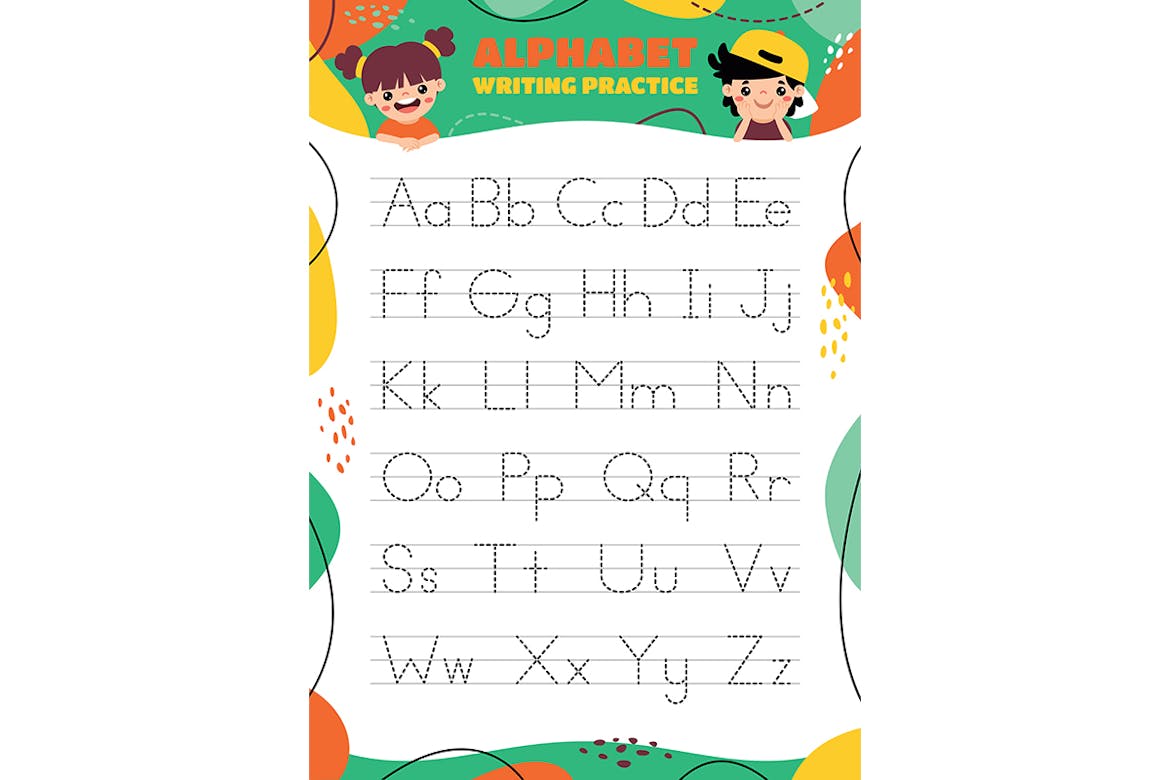 ALPHABET
WRITING PRACTICE
Aa Bb Cc Dd Ee
Ff Gg Hh Ii Jj
Kk Ll Mm Nn
Oo Pp Qq Rr
Ss Tt Uu Vv
Ww Xx Yy Zz